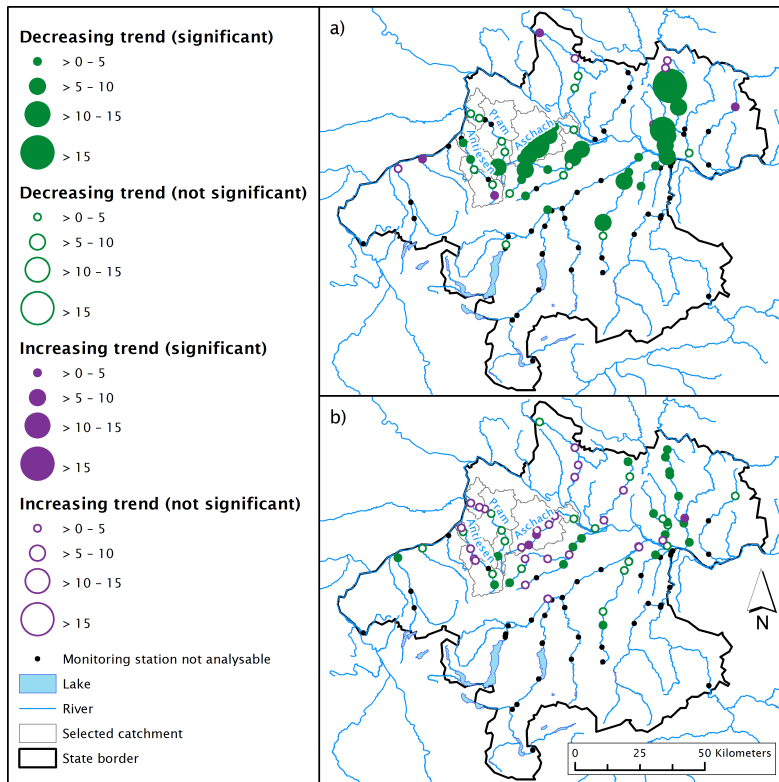 Decreasing trend (significant)
> 0 – 5
> 5 – 10
> 10 – 15
> 15
Decreasing trend (not significant)
> 0 – 5
> 5 – 10
> 10 – 15
> 15
Increasing trend (significant)
> 0 – 5
> 5 – 10
> 10 – 15
> 15
Increasing trend (not significant)
> 0 – 5
> 5 – 10
> 10 – 15
> 15
Monitoring station not analysable
Lake
River
Selected catchment
State border
a)
Pram
Aschach
Antiesen
b)
Pram
Aschach
Antiesen
N
0 25 50 Kilometers